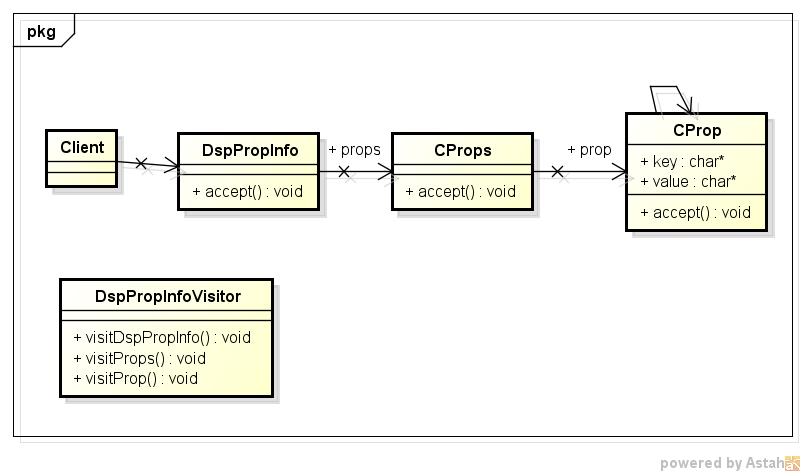 pkg
Client
DspPropInfo
+ accept() : void
+ props
CProps
+ accept() : void
+ prop
CProp
+ key : char*
+ value : char*
+ accept() : void
DspPropInfoVisitor
+ visitDspPropInfo() : void
+ visitProps() : void
+ visitProp() : void
powered by Astah